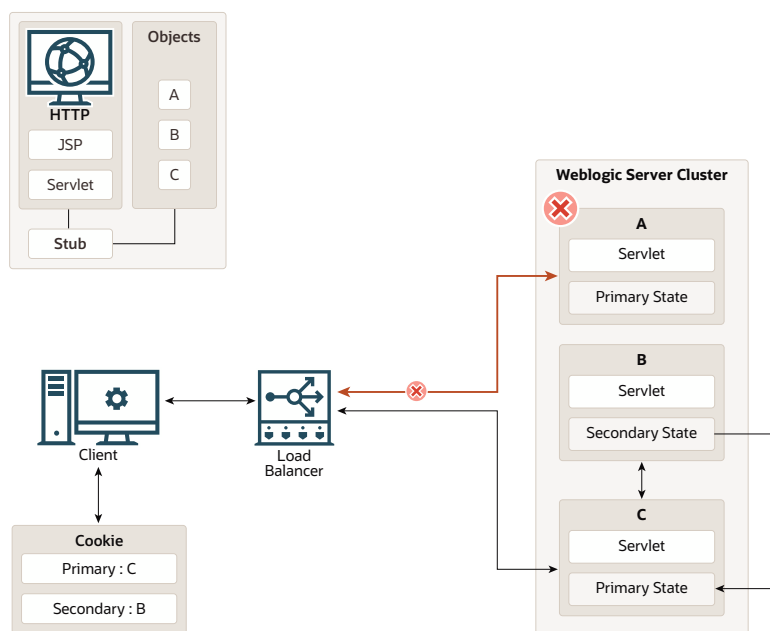 HTTP
JSP
Servlet
Objects
A
B
C
Stub
Weblogic Server Cluster
A
Servlet
Primary State
B
Servlet
Secondary State
C
Servlet
Primary State
Client
Load
Balancer
Cookie
Primary : C
Secondary : B